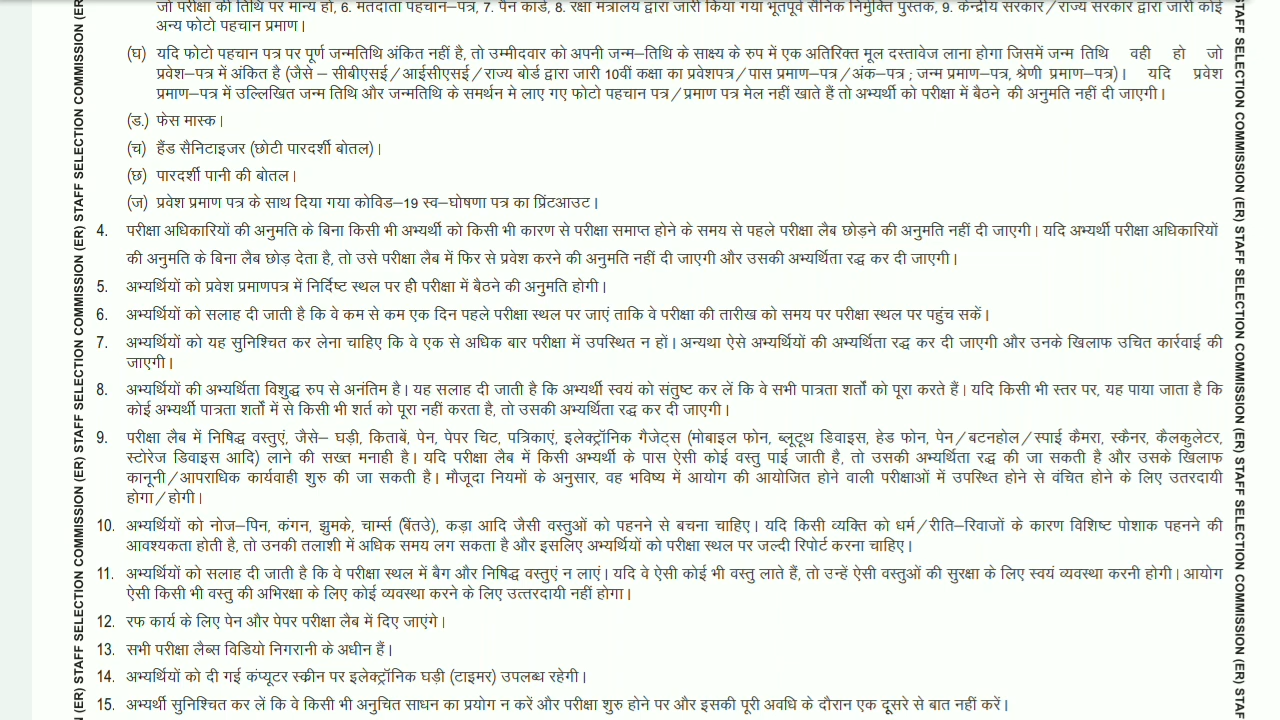 जो परीक्षा की तिथि पर मान्य हो, 6. मतदाता पहचान–पत्र, 7. पैन कार्ड, 8. रक्षा मंत्रालय द्वारा जारी किया गया भूतपूर्व सैनिक निर्मुक्ति पुस्तक, 9. केन्द्रीय सरकार/राज्य सरकार द्वारा जारी कोई
अन्य फोटो पहचान प्रमाण।
(घ) यदि फोटो पहचान पत्र पर पूर्ण जन्मतिथि अंकित नहीं है, तो उम्मीदवार को अपनी जन्म–तिथि के साक्ष्य के रुप में एक अतिरिक्त मूल दस्तावेज लाना होगा जिसमें जन्म तिथि वही हो जो
प्रवेश–पत्र में अंकित है (जैसे – सीबीएसई/आईसीएसई/राज्य बोर्ड द्वारा जारी 10वीं कक्षा का प्रवेशपत्र/पास प्रमाण–पत्र/अंक–पत्र ; जन्म प्रमाण–पत्र, श्रेणी प्रमाण–पत्र)। यदि प्रवेश
प्रमाण–पत्र में उल्लिखित जन्म तिथि और जन्मतिथि के समर्थन मे लाए गए फोटो पहचान पत्र/प्रमाण पत्र मेल नहीं खाते हैं तो अभ्यर्थी को परीक्षा में बैठने की अनुमति नहीं दी जाएगी।
(ड.) फेस मास्क।
(च) हैंड सैनिटाइजर (छोटी पारदर्शी बोतल)।
(छ) पारदर्शी पानी की बोतल।
(ज) प्रवेश प्रमाण पत्र के साथ दिया गया कोविड–19 स्व–घोषणा पत्र का प्रिंटआउट।
4. परीक्षा अधिकारियों की अनुमति के बिना किसी भी अभ्यर्थी को किसी भी कारण से परीक्षा समाप्त होने के समय से पहले परीक्षा लैब छोड़ने की अनुमति नहीं दी जाएगी। यदि अभ्यर्थी परीक्षा अधिकारियों
की अनुमति के बिना लैब छोड़ देता है, तो उसे परीक्षा लैब में फिर से प्रवेश करने की अनुमति नहीं दी जाएगी और उसकी अभ्यर्थिता रद्ध कर दी जाएगी।
5. अभ्यर्थियों को प्रवेश प्रमाणपत्र में निर्दिष्ट स्थल पर ही परीक्षा में बैठने की अनुमति होगी।
6. अभ्यर्थियों को सलाह दी जाती है कि वे कम से कम एक दिन पहले परीक्षा स्थल पर जाएं ताकि वे परीक्षा की तारीख को समय पर परीक्षा स्थल पर पहुंच सकें।
7. अभ्यर्थियों को यह सुनिश्चित कर लेना चाहिए कि वे एक से अधिक बार परीक्षा में उपस्थित न हों। अन्यथा ऐसे अभ्यर्थियों की अभ्यर्थिता रद्ध कर दी जाएगी और उनके खिलाफ उचित कार्रवाई की
जाएगी।
8. अभ्यर्थियों की अभ्यर्थिता विशुद्ध रुप से अनंतिम है। यह सलाह दी जाती है कि अभ्यर्थी स्वयं को संतुष्ट कर लें कि वे सभी पात्रता शर्तों को पूरा करते हैं। यदि किसी भी स्तर पर, यह पाया जाता है कि
कोई अभ्यर्थी पात्रता शर्तों में से किसी भी शर्त को पूरा नहीं करता है, तो उसकी अभ्यर्थिता रद्ध कर दी जाएगी।
9. परीक्षा लैब में निषिद्ध वस्तुएं, जैसे– घड़ी, किताबें, पेन, पेपर चिट, पत्रिकाएं, इलेक्ट्रॉनिक गैजेट्स (मोबाइल फोन, ब्लूटूथ डिवाइस, हेड फोन, पेन/बटनहोल/स्पाई कैमरा, स्कैनर, कैलकुलेटर,
स्टोरेज डिवाइस आदि) लाने की सख्त मनाही है। यदि परीक्षा लैब में किसी अभ्यर्थी के पास ऐसी कोई वस्तु पाई जाती है, तो उसकी अभ्यर्थिता रद्ध की जा सकती है और उसके खिलाफ
कानूनी/आपराधिक कार्यवाही शुरु की जा सकती है। मौजूदा नियमों के अनुसार, वह भविष्य में आयोग की आयोजित होने वाली परीक्षाओं में उपस्थ्ति होने से वंचित होने के लिए उतरदायी
होगा/होगी।
10. अभ्यर्थियों को नोज–पिन, कंगन, झुमके, चार्म्स (बेंतउे), कड़ा आदि जैसी वस्तुओं को पहनने से बचना चाहिए। यदि किसी व्यक्ति को धर्म/रीति–रिवाजों के कारण विशिष्ट पोशाक पहनने की
आवश्यकता होती है, तो उनकी तलाशी में अधिक समय लग सकता है और इसलिए अभ्यर्थियों को परीक्षा स्थल पर जल्दी रिपोर्ट करना चाहिए।
11. अभ्यर्थियों को सलाह दी जाती है कि वे परीक्षा स्थल में बैग और निषिद्ध वस्तुएं न लाएं। यदि वे ऐसी कोई भी वस्तु लाते हैं, तो उन्हें ऐसी वस्तुओं की सुरक्षा के लिए स्वयं व्यवस्था करनी होगी। आयोग
ऐसी किसी भी वस्तु की अभिरक्षा के लिए कोई व्यवस्था करने के लिए उत्तरदायी नहीं होगा।
12. रफ कार्य के लिए पेन और पेपर परीक्षा लैब में दिए जाएंगे।
13. सभी परीक्षा लैब्स विडियो निगरानी के अधीन हैं।
14. अभ्यर्थियों को दी गई कंप्यूटर स्कीन पर इलेक्ट्रॉनिक घड़ी (टाइमर) उपलब्ध रहेगी।
15. अभ्यर्थी सुनिश्चित कर लें कि वे किसी भी अनुचित साधन का प्रयोग न करें और परीक्षा शुरु होने पर और इसकी पूरी अवधि के दौरान एक दूसरे से बात नहीं करें।
N (ER) STAFF SELECTION COMMISSION (ER) STAFF SELECTION COMMISSION (ER) STAFF SELECTION COMMISSION (ER
STAFF SELECTION COMMISSION (ER) STAFF SELECTION COMMISSION (ER) STAFF SELECTION COMMISSION (ER) STAF